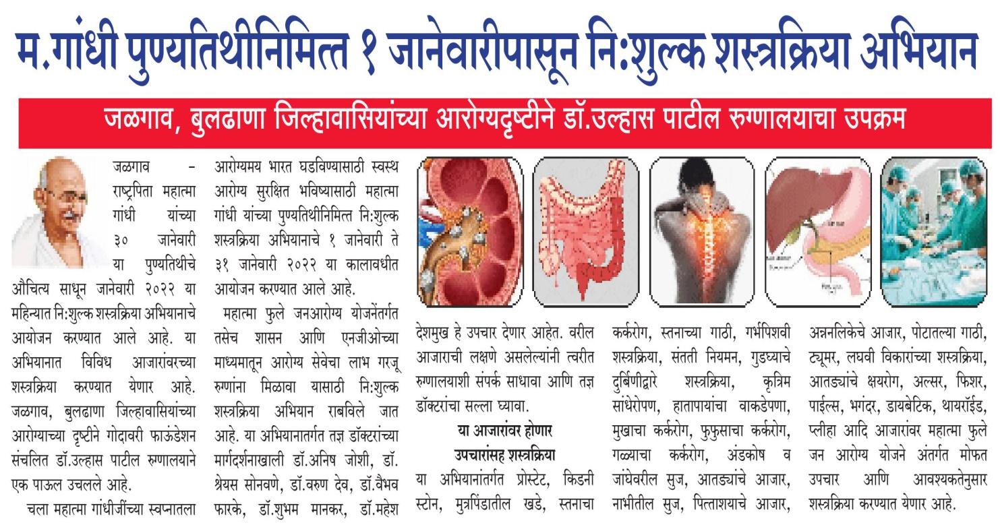 म.गांधी पुण्यतिथीनिमित्त १ जानेवारीपासून नि:शुल्क शस्त्रक्रिया अभियान
जळगाव, बुलढाणा जिल्हावासियांच्या आरोग्यदृष्टीने डॉ.उल्हास पाटील रुग्णालयाचा उपक्रम
जळगाव –
राष्ट्रपिता महात्मा
गांधी यांच्या
३० जानेवारी
या पुण्यतिथीचे
औचित्य साधून जानेवारी २०२२ या
महिन्यात नि:शुल्क शस्त्रक्रिया अभियानाचे
आयोजन करण्यात आले आहे. या
अभियानात विविध आजारांवरच्या
शस्त्रक्रिया करण्यात येणार आहे.
जळगाव, बुलढाणा जिल्हावासियांच्या
आरोग्याच्या दृष्टीने गोदावरी फाऊंडेशन
संचलित डॉ.उल्हास पाटील रुग्णालयाने
एक पाऊल उचलले आहे.
चला महात्मा गांधीजींच्या स्वप्नातला
आरोग्यमय भारत घडविण्यासाठी स्वस्थ
आरोग्य सुरक्षित भविष्यासाठी महात्मा
गांधी यांच्या पुण्यतिथीनिमित्त नि:शुल्क
शस्त्रक्रिया अभियानाचे १ जानेवारी ते
३१ जानेवारी २०२२ या कालावधीत
आयोजन करण्यात आले आहे.
महात्मा फुले जनआरोग्य योजनेंतर्गत
तसेच शासन आणि एनजीओच्या
माध्यमातून आरोग्य सेवेचा लाभ गरजू
रुग्णांना मिळावा यासाठी नि:शुल्क
शस्त्रक्रिया अभियान राबविले जात
आहे. या अभियानातर्गत तज्ञ डॉक्टरांच्या
मार्गदर्शनाखाली डॉ.अनिष जोशी, डॉ.
श्रेयस सोनवणे, डॉ.वरुण देव, डॉ.वैभव
फारके, डॉ.शुभम मानकर, डॉ.महेश
देशमुख हे उपचार देणार आहेत. वरील
आजाराची लक्षणे असलेल्यांनी त्वरीत
रुग्णालयाशी संपर्क साधावा आणि तज्ञ
डॉक्टरांचा सल्ला घ्यावा.
या आजारांवर होणार
उपचारांसह शस्त्रक्रिया
या अभियानांतर्गत प्रोस्टेट, किडनी
स्टोन, मुत्रपिंडातील खडे, स्तनाचा
कर्करोग, स्तनाच्या गाठी, गर्भपिशवी
शस्त्रक्रिया, संतती नियमन, गुडघ्याचे
दुर्बिणीद्वारे शस्त्रक्रिया, कृत्रिम
सांधेरोपण, हातापायांचा वाकडेपणा,
मुखाचा कर्करोग, फुफुसाचा कर्करोग,
गळ्याचा कर्करोग, अंडकोष व
जांघेवरील सुज, आतड्यांचे आजार,
नाभीतील सुज, पित्ताशयाचे आजार,
अन्ननलिकेचे आजार, पोटातल्या गाठी,
ट्यूमर, लघवी विकारांच्या शस्त्रक्रिया,
आतड्यांचे क्षयरोग, अल्सर, फिशर,
पाईल्स, भगंदर, डायबेटिक, थायरॉईड,
प्लीहा आदि आजारांवर महात्मा फुले
जन आरोग्य योजने अंतर्गत मोफत
उपचार आणि आवश्यकतेनुसार
शस्त्रक्रिया करण्यात येणार आहे.